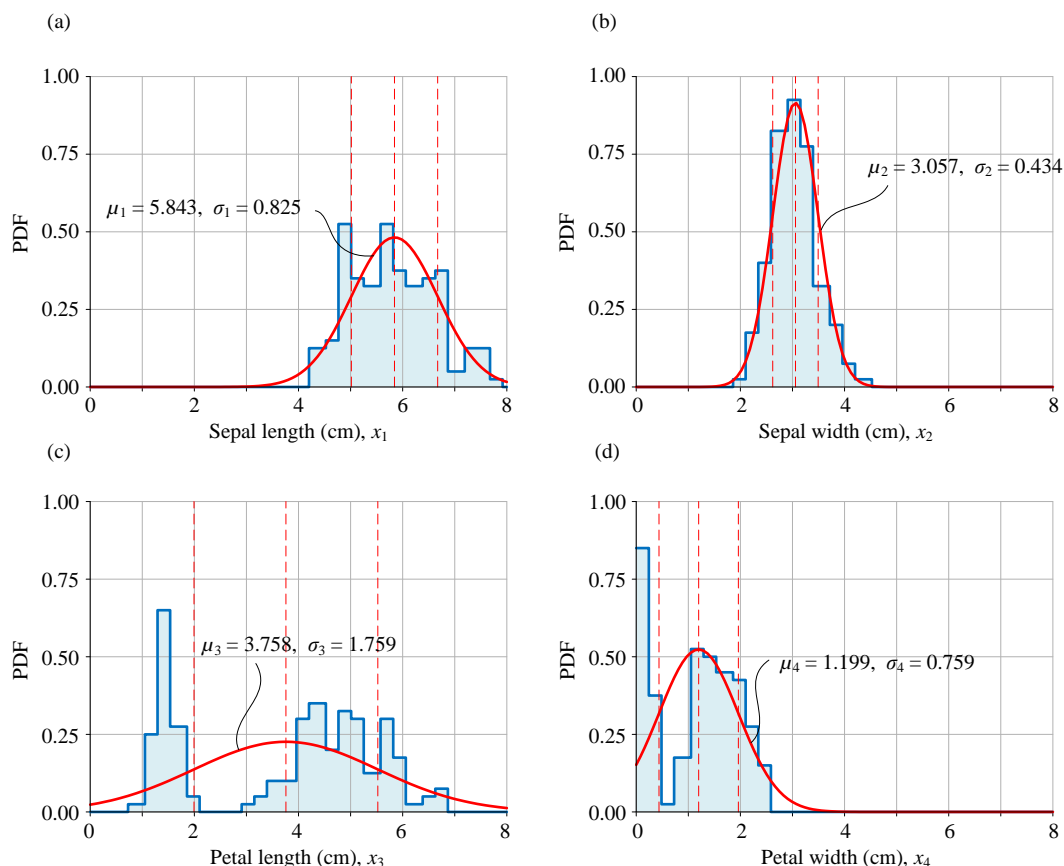 (a)
(b)
1.00
0.75
0.50
0.25
0.00
PDF
μ1 = 5.843, σ1 = 0.825
0 2 4 6 8
Sepal length (cm), x1
1.00
0.75
0.50
0.25
0.00
PDF
μ2 = 3.057, σ2 = 0.434
0 2 4 6 8
Sepal width (cm), x2
(c)
(d)
1.00
0.75
0.50
0.25
0.00
PDF
μ3 = 3.758, σ3 = 1.759
0 2 4 6 8
Petal length (cm), x3
1.00
0.75
0.50
0.25
0.00
PDF
μ4 = 1.199, σ4 = 0.759
0 2 4 6 8
Petal width (cm), x4